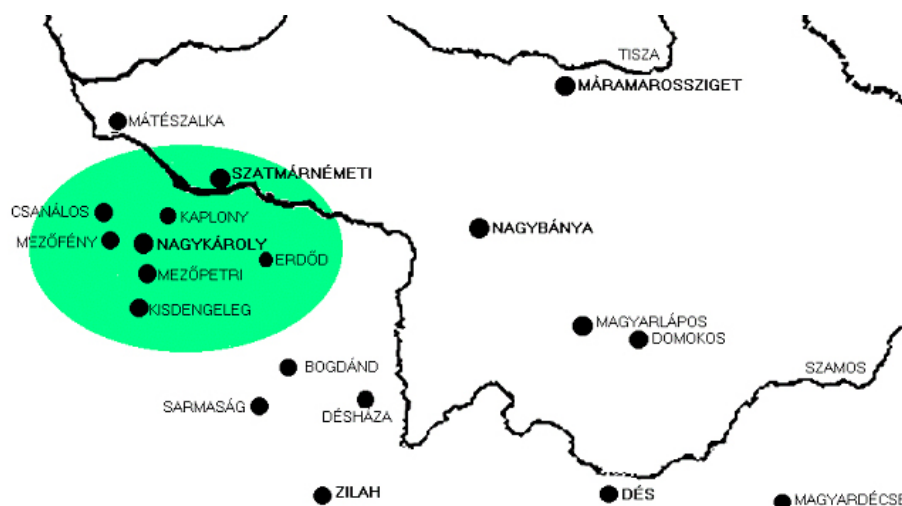 TISZA
MÁRAMAROSSZIGET
MÁTÉSZALKA
SZATMÁRNÉMETI
CSANÁLOS
KAPLONY
NAGYBÁNYA
MEZŐFÉNY
NAGYKÁROLY
ERDŐD
MEZŐPETRI
KISDENGELEG
MAGYARLÁPOS
DOMOKOS
BOGDÁND
SZAMOS
SARMASÁG
DÉSHÁZA
ZILAH
DÉS
MAGYARDÉCSE